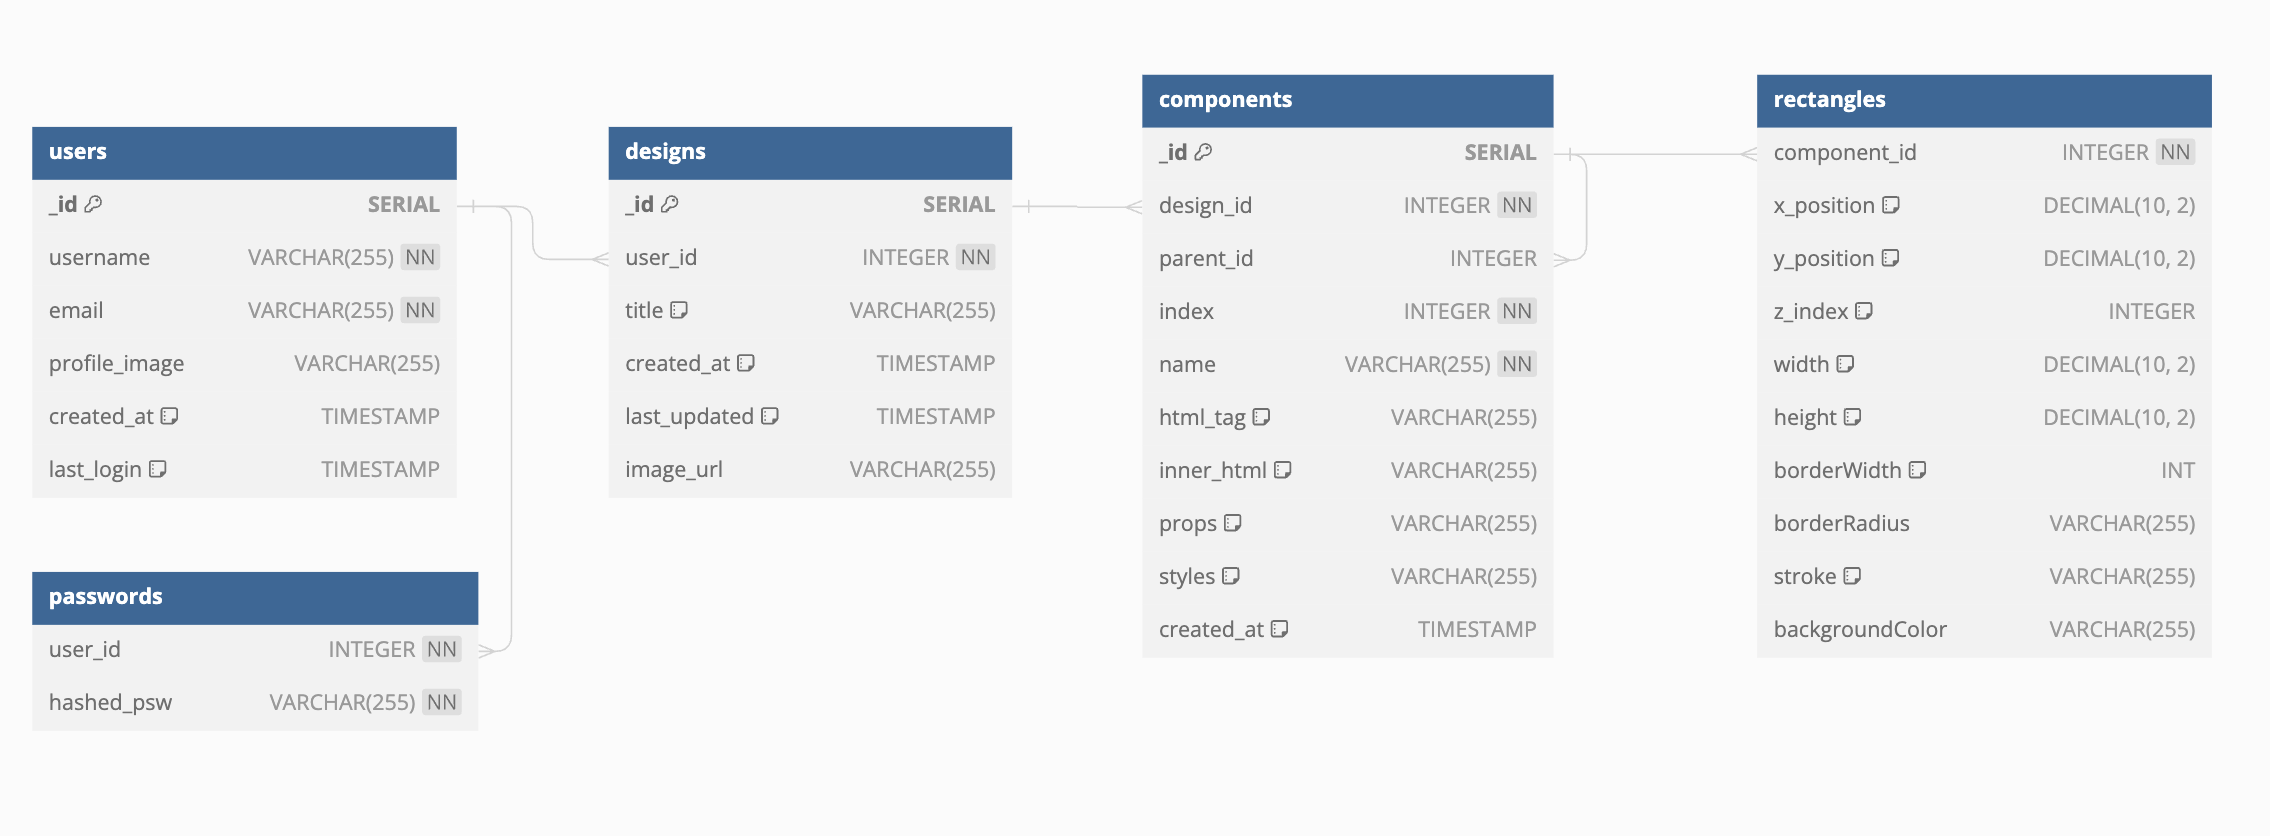 users
_id SERIAL
username VARCHAR(255) NN
email VARCHAR(255) NN
profile_image VARCHAR(255)
created_at TIMESTAMP
last_login TIMESTAMP
passwords
user_id INTEGER NN
hashed_psw VARCHAR(255) NN
designs
_id SERIAL
user_id INTEGER NN
title VARCHAR(255)
created_at TIMESTAMP
last_updated TIMESTAMP
image_url VARCHAR(255)
components
_id SERIAL
design_id INTEGER NN
parent_id INTEGER
index INTEGER NN
name VARCHAR(255) NN
html_tag VARCHAR(255)
inner_html VARCHAR(255)
props VARCHAR(255)
styles VARCHAR(255)
created_at TIMESTAMP
rectangles
component_id INTEGER NN
x_position DECIMAL(10, 2)
y_position DECIMAL(10, 2)
z_index INTEGER
width DECIMAL(10, 2)
height DECIMAL(10, 2)
borderWidth INT
borderRadius VARCHAR(255)
stroke VARCHAR(255)
backgroundColor VARCHAR(255)